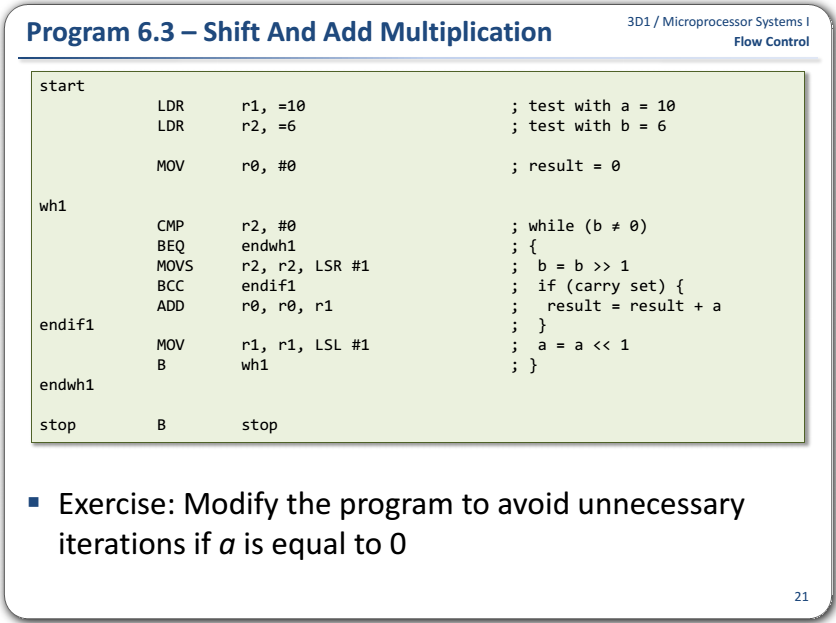 Program 6.3 – Shift And Add Multiplication
3D1 / Microprocessor Systems I
Flow Control
start
LDR r1, =10 ; test with a = 10
LDR r2, =6 ; test with b = 6
MOV r0, #0 ; result = 0
wh1
CMP r2, #0 ; while (b ≠ 0)
BEQ endwh1 ; {
MOVS r2, r2, LSR #1 ; b = b >> 1
BCC endif1 ; if (carry set) {
ADD r0, r0, r1 ; result = result + a
endif1 ; }
MOV r1, r1, LSL #1 ; a = a << 1
B wh1 ; }
endwh1
stop B stop
▪ Exercise: Modify the program to avoid unnecessary
iterations if a is equal to 0
21